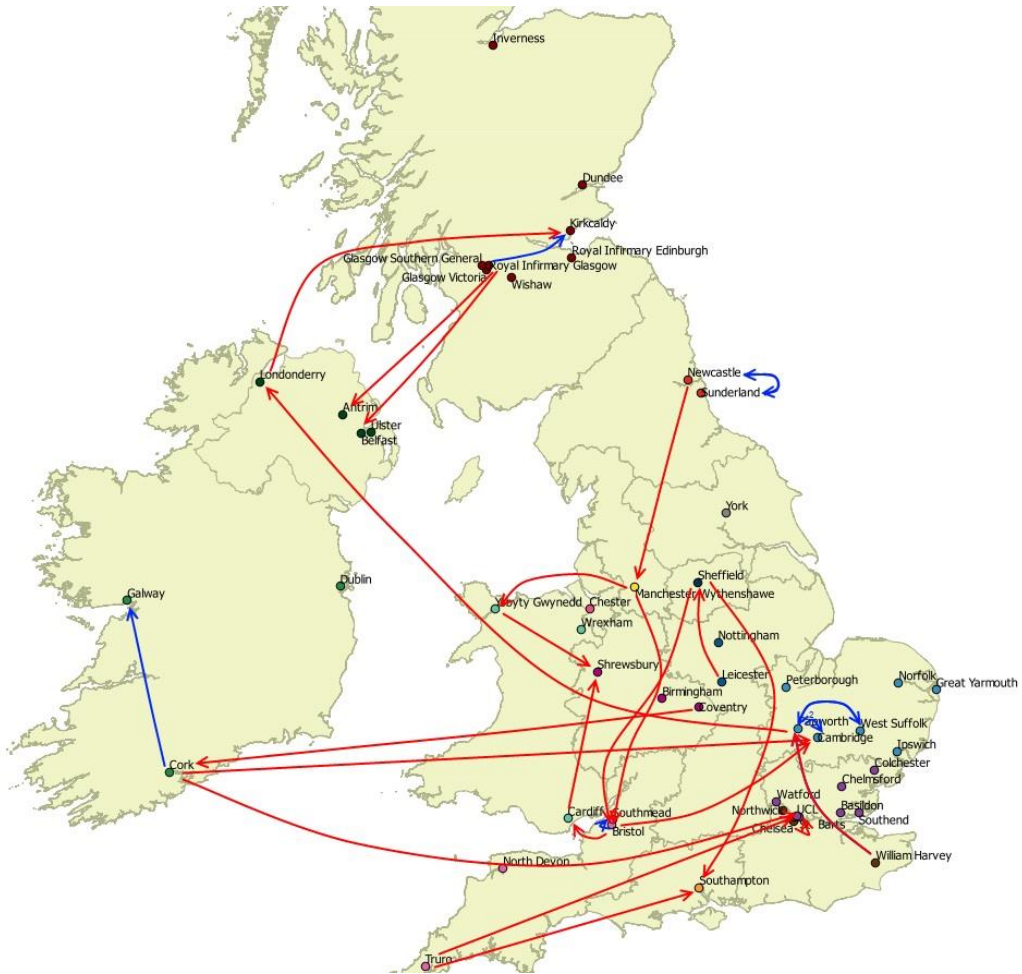 Inverness
Dundee
Kirkcaldy
Royal Infirmary Edinburgh
Glasgow Southern General
Royal Infirmary Glasgow
Glasgow Victoria
Wishaw
Londonderry
Newcastle
Sunderland
Antrim
Ulster
Belfast
York
Sheffield
Dublin
Galway
Manchester Wythenshawe
Gwynedd
Chester
Wrexham
Nottingham
Shrewsbury
Leicester
Peterborough
Norfolk
Great Yarmouth
Birmingham
Coventry
West Suffolk
Cambridge
Ipswich
Cork
Colchester
Chelmsford
Watford
Cardiff
Southmead
Northwick
UCL
Basildon
Southend
Bristol
Chelsea
Barts
North Devon
William Harvey
Southampton
Truro